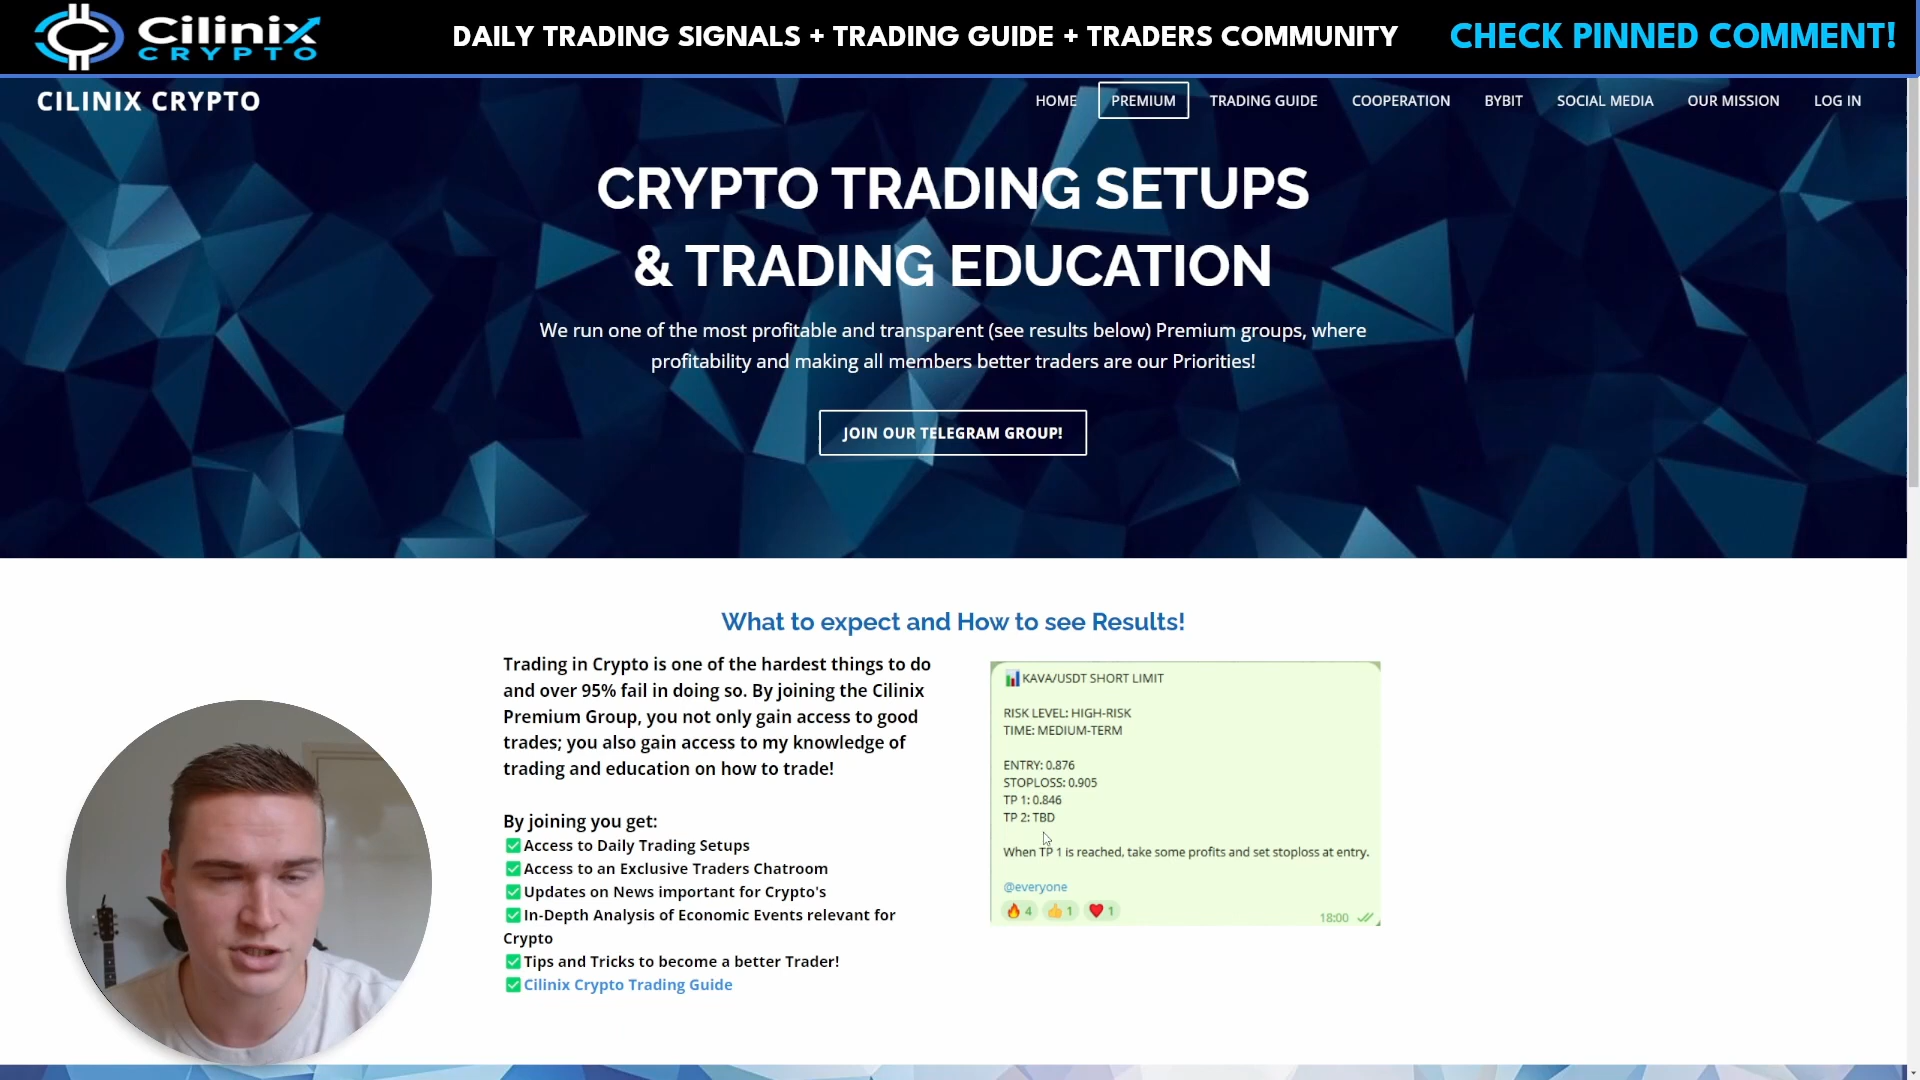 Cilinix
CRYPTO
DAILY TRADING SIGNALS + TRADING GUIDE + TRADERS COMMUNITY
CHECK PINNED COMMENT!
CILINIX CRYPTO
HOME
PREMIUM
TRADING GUIDE
COOPERATION
BYBIT
SOCIAL MEDIA
OUR MISSION
LOG IN
CRYPTO TRADING SETUPS
& TRADING EDUCATION
We run one of the most profitable and transparent (see results below) Premium groups, where
profitability and making all members better traders are our Priorities!
JOIN OUR TELEGRAM GROUP!
What to expect and How to see Results!
Trading in Crypto is one of the hardest things to do
and over 95% fail in doing so. By joining the Cilinix
Premium Group, you not only gain access to good
trades; you also gain access to my knowledge of
trading and education on how to trade!
By joining you get:
✅Access to Daily Trading Setups
✅Access to an Exclusive Traders Chatroom
✅Updates on News important for Crypto's
✅In-Depth Analysis of Economic Events relevant for
Crypto
✅Tips and Tricks to become a better Trader!
✅Cilinix Crypto Trading Guide
📊KAVA/USDT SHORT LIMIT
RISK LEVEL: HIGH-RISK
TIME: MEDIUM-TERM
ENTRY: 0.876
STOPLOSS: 0.905
TP 1: 0.846
TP 2: TBD
When TP 1 is reached, take some profits and set stoploss at entry.
@everyone
🔥 4 👍 1 ❤️ 1
18:00